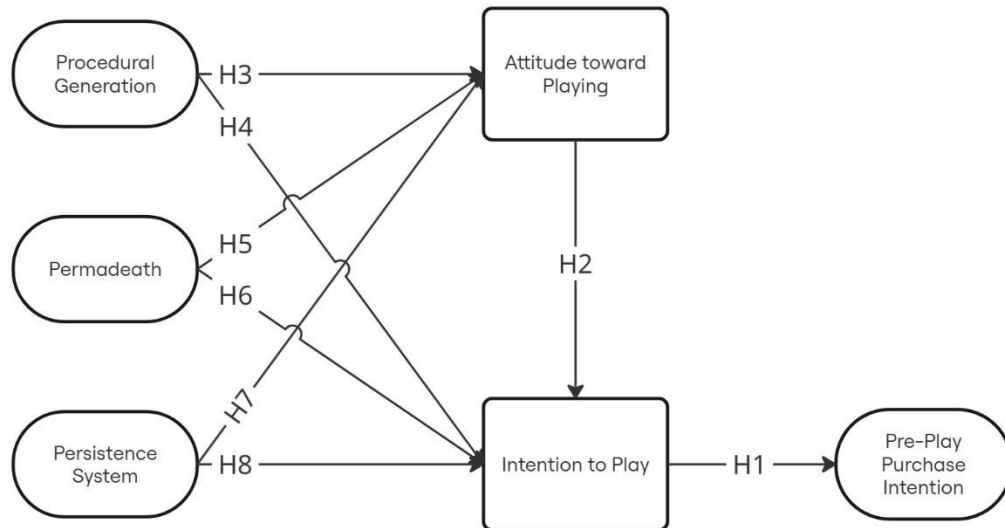 Procedural
Generation
H3
Attitude toward
Playing
H4
Permadeath
H5
H6
H2
Persistence
System
H7
H8
Intention to Play
H1
Pre-Play
Purchase
Intention